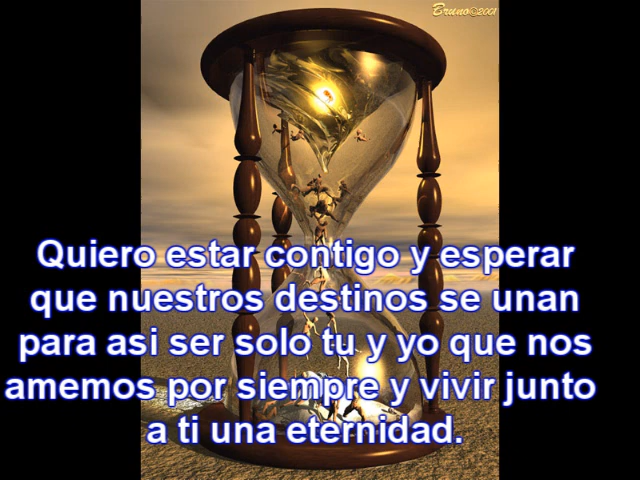 Bruno©2001
Quiero estar contigo y esperar
que nuestros destinos se unan
para asi ser solo tu y yo que nos
amemos por siempre y vivir junto
a ti una eternidad.